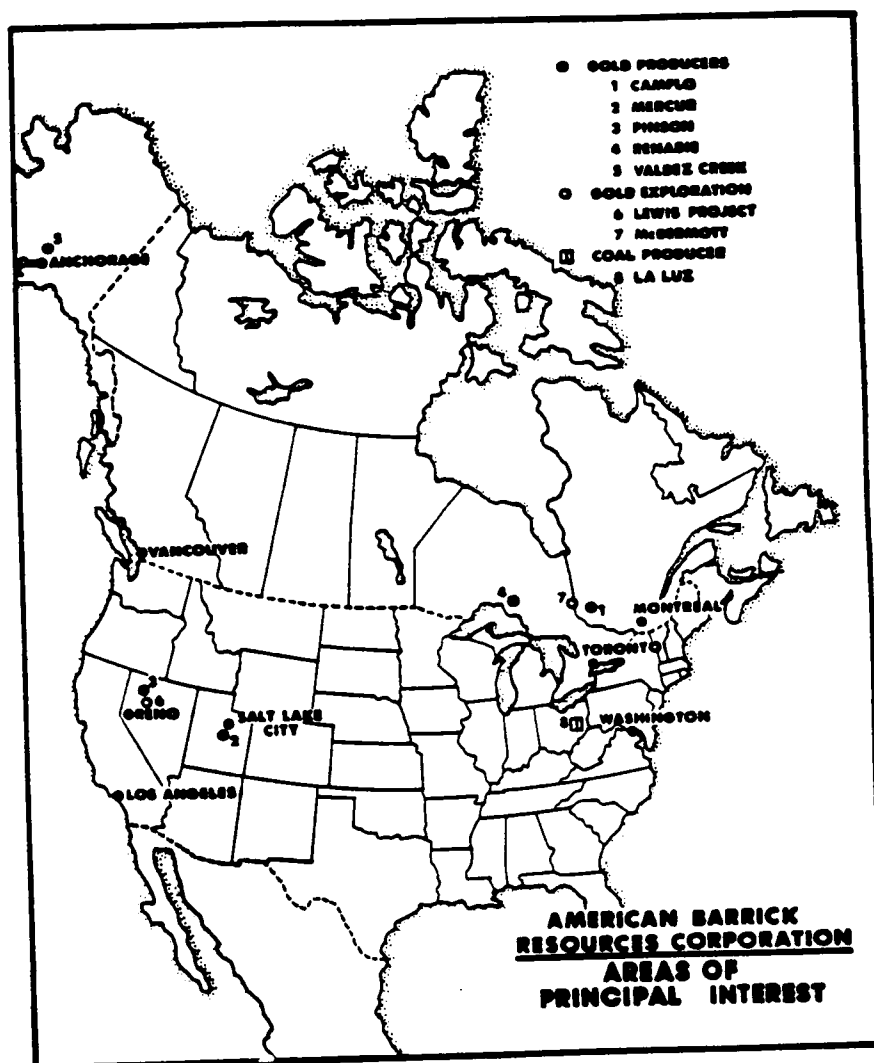 GOLD PRODUCERS
1 CAMFLO
2 MERCUR
3 PINSON
4 RENABIE
5 VALDEZ CREEK
GOLD EXPLORATION
6 LEWIS PROJECT
7 McDERMOTT
COAL PRODUCER
8 LA LUZ
5
ANCHORAGE
VANCOUVER
4
7
1
MONTREAL
TORONTO
3
6
RENO
SALT LAKE
CITY
2
8
WASHINGTON
LOS ANGELES
AMERICAN BARRICK
RESOURCES CORPORATION
AREAS OF
PRINCIPAL INTEREST